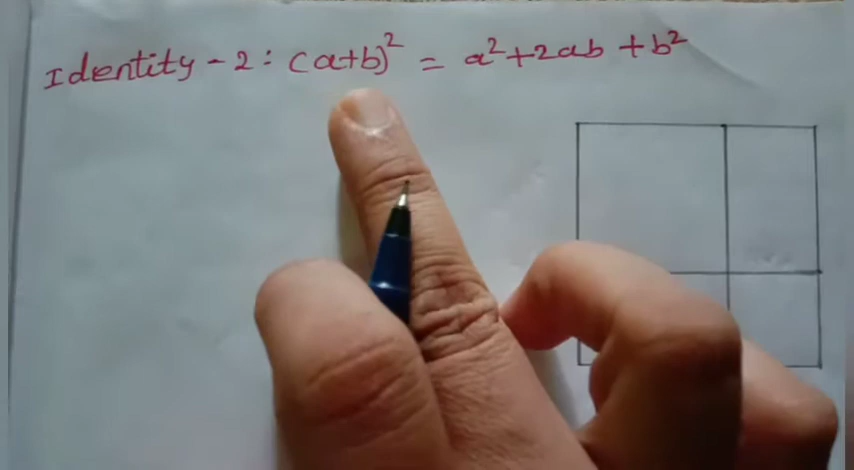 Identity - 2 : (a+b)² = a² + 2ab + b²